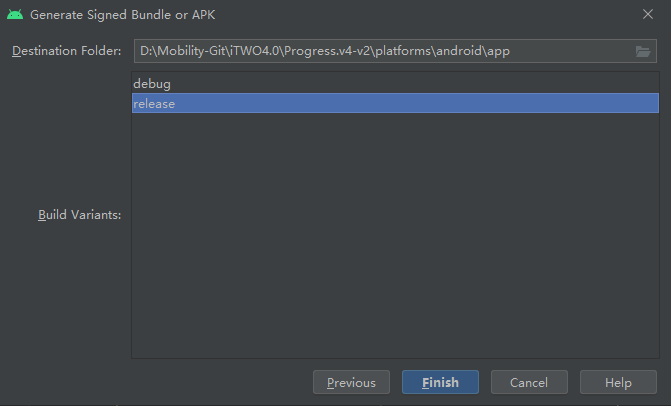 Generate Signed Bundle or APK
Destination Folder: D:\Mobility-Git\iTWO4.0\Progress.v4-v2\platforms\android\app
debug
release
Build Variants:
Previous Finish Cancel Help